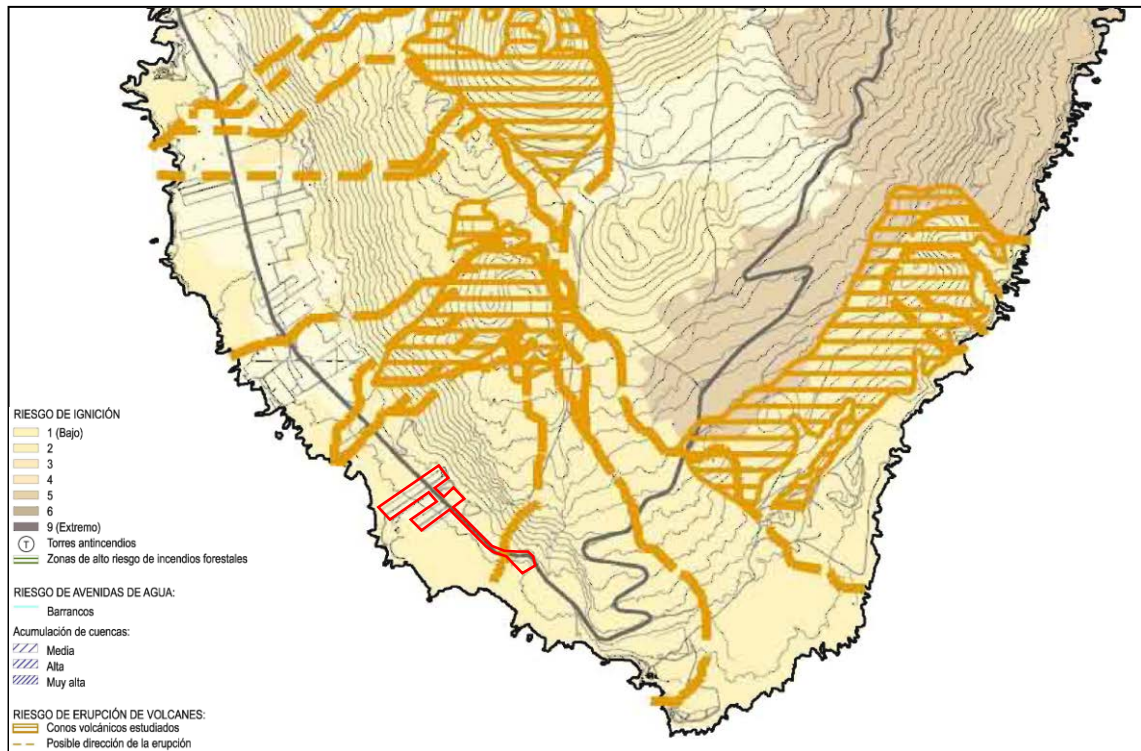 RIESGO DE IGNICIÓN
1 (Bajo)
2
3
4
5
6
9 (Extremo)
T Torres antincendios
Zonas de alto riesgo de incendios forestales
RIESGO DE AVENIDAS DE AGUA:
Barrancos
Acumulación de cuencas:
Media
Alta
Muy alta
RIESGO DE ERUPCIÓN DE VOLCANES:
Conos volcánicos estudiados
Posible dirección de la erupción